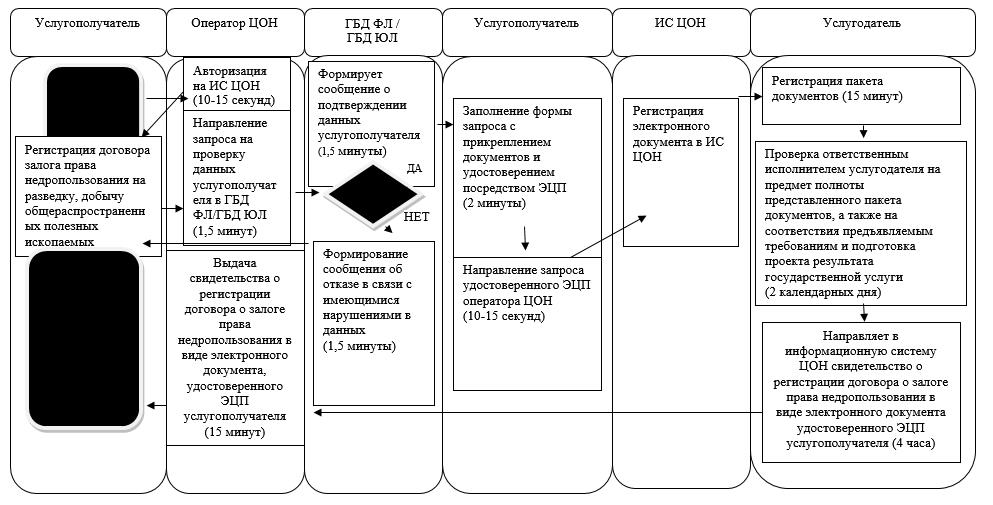 Услугополучатель
Оператор ЦОН
ГБД ФЛ /
ГБД ЮЛ
Услугополучатель
ИС ЦОН
Услугодатель
Регистрация договора
залога права
недропользования на
разведку, добычу
общераспространен
ных полезных
ископаемых
Авторизация
на ИС ЦОН
(10-15 секунд)
Направление
запроса на
проверку
данных
услугополучат
еля в ГБД
ФЛ/ГБД ЮЛ
(1,5 минут)
Выдача
свидетельства о
регистрации
договора о залоге
права
недропользования в
виде электронного
документа,
удостоверенного
ЭЦП
услугополучателя
(15 минут)
Формирует
сообщение о
подтверждении
данных
услугополучателя
(1,5 минуты)
ДА
НЕТ
Формирование
сообщения об
отказе в связи с
имеющимися
нарушениями в
данных
(1,5 минуты)
Заполнение формы
запроса с
прикреплением
документов и
удостоверением
посредством ЭЦП
(2 минуты)
Направление запроса
удостоверенного ЭЦП
оператора ЦОН
(10-15 секунд)
Регистрация
электронного
документа в ИС
ЦОН
Регистрация пакета
документов (15 минут)
Проверка ответственным
исполнителем услугодателя на
предмет полноты
представленного пакета
документов, а также на
соответствия предъявляемым
требованиям и подготовка
проекта результата
государственной услуги
(2 календарных дня)
Направляет в
информационную систему
ЦОН свидетельство о
регистрации договора о залоге
права недропользования в
виде электронного документа
удостоверенного ЭЦП
услугополучателя (4 часа)